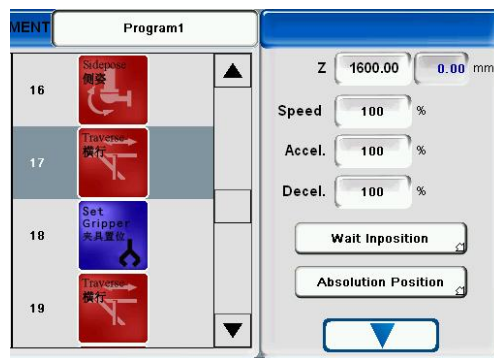 MENT
Program1
16
Sidepose
侧姿
17
Traverse
横行
18
Set
Gripper
夹具置位
19
Traverse
横行
Z 1600.00 0.00 mm
Speed 100 %
Accel. 100 %
Decel. 100 %
Wait Inposition
Absolution Position